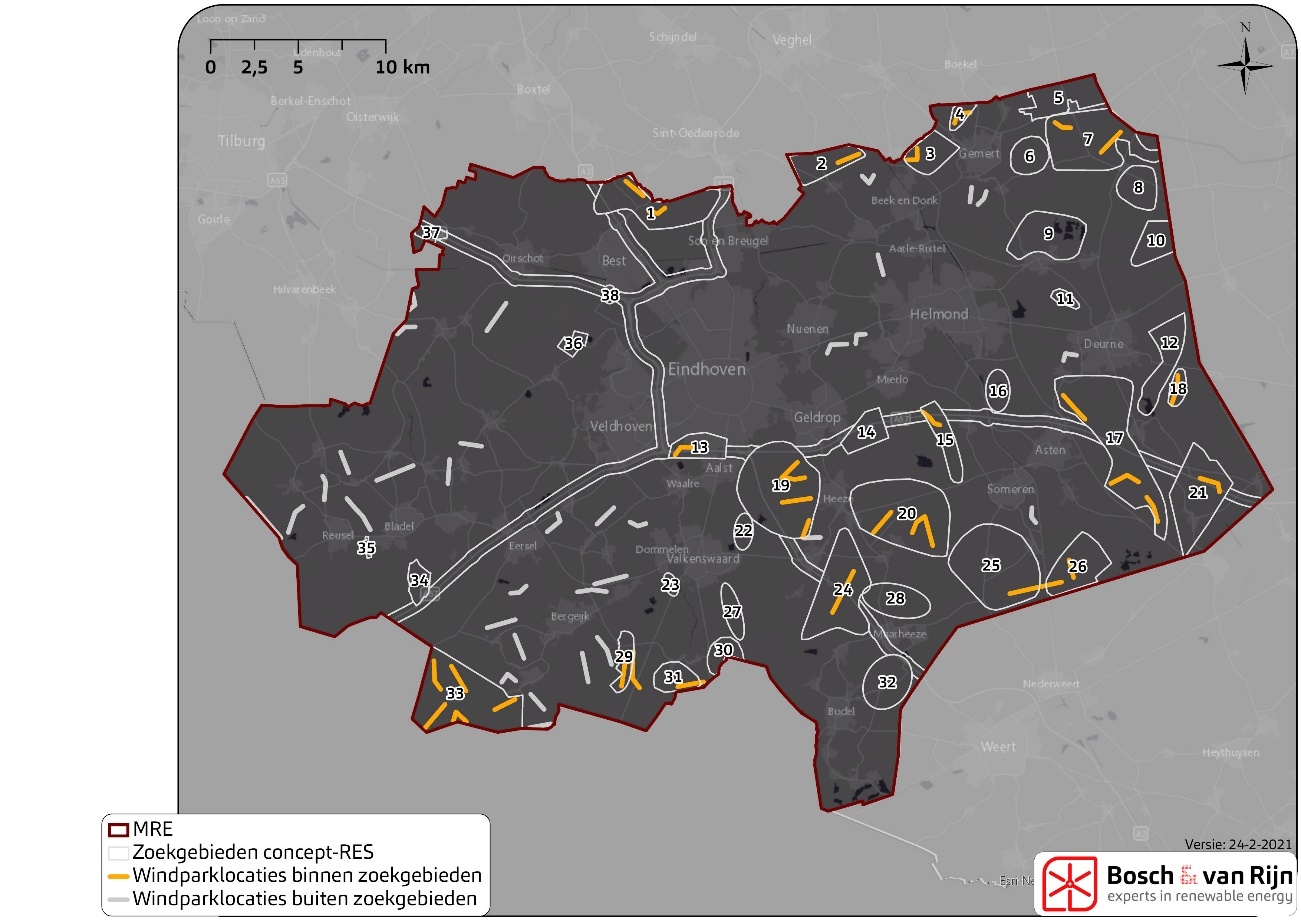 Loon op Zand
Udenhout
Schijndel
Veghel
N
0 2,5 5 10 km
Boekel
Berkel-Enschot
Oisterwijk
Boxtel
Tilburg
Sint-Oedenrode
Goirle
Hilvarenbeek
A58
A2
A50
5
4
7
3
Gemert
6
2
8
Beek en Donk
1
37
9
10
Son en Breugel
Aarle-Rixtel
Oirschot
Best
38
11
Helmond
Nuenen
36
Deurne
12
Eindhoven
Mierlo
16
18
Geldrop
A67
Veldhoven
14
15
17
13
Asten
Aalst
Waalre
19
Heeze
Someren
21
20
Reusel
Bladel
35
22
Eersel
Dommelen
Valkenswaard
25
26
34
23
24
28
27
Bergeijk
Maarheeze
29
30
31
32
33
Nederweert
Budel
Weert
Heythuysen
A2
MRE
Zoekgebieden concept-RES
Windparklocaties binnen zoekgebieden
Windparklocaties buiten zoekgebieden
Versie: 24-2-2021
Bosch & van Rijn
experts in renewable energy